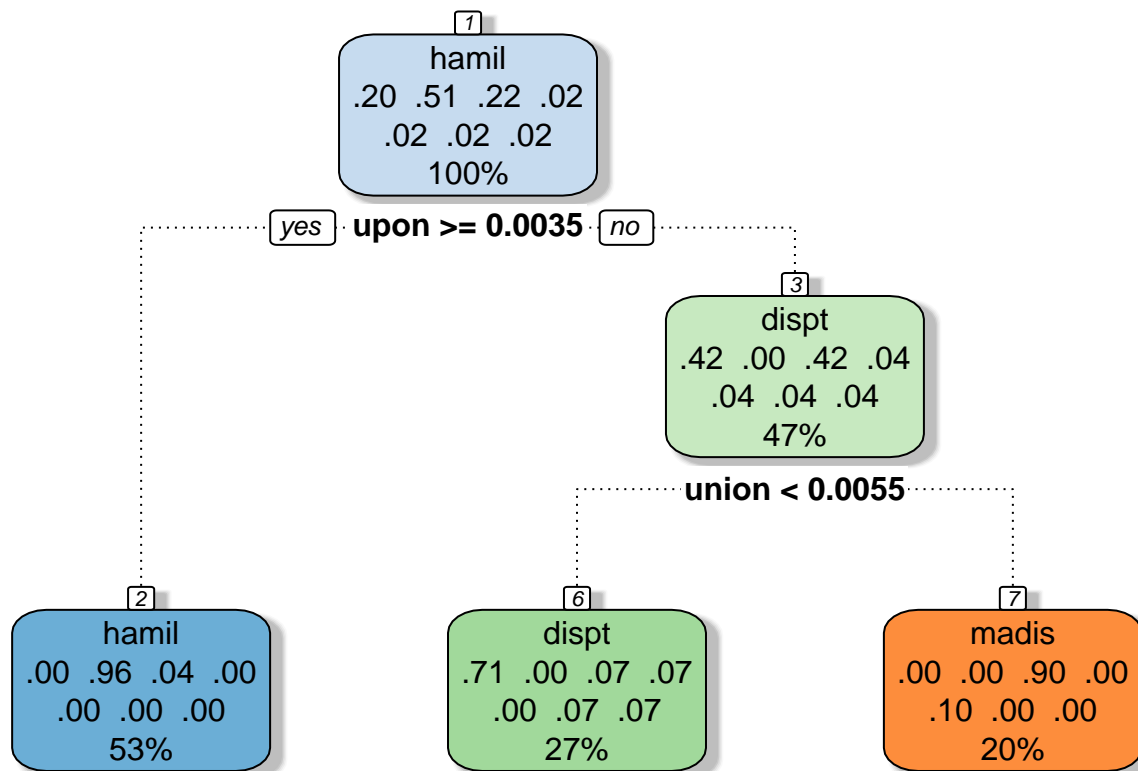 1
hamil
.20 .51 .22 .02
.02 .02 .02
100%
yes upon >= 0.0035 no
3
dispt
.42 .00 .42 .04
.04 .04 .04
47%
union < 0.0055
2
hamil
.00 .96 .04 .00
.00 .00 .00
53%
6
dispt
.71 .00 .07 .07
.00 .07 .07
27%
7
madis
.00 .00 .90 .00
.10 .00 .00
20%